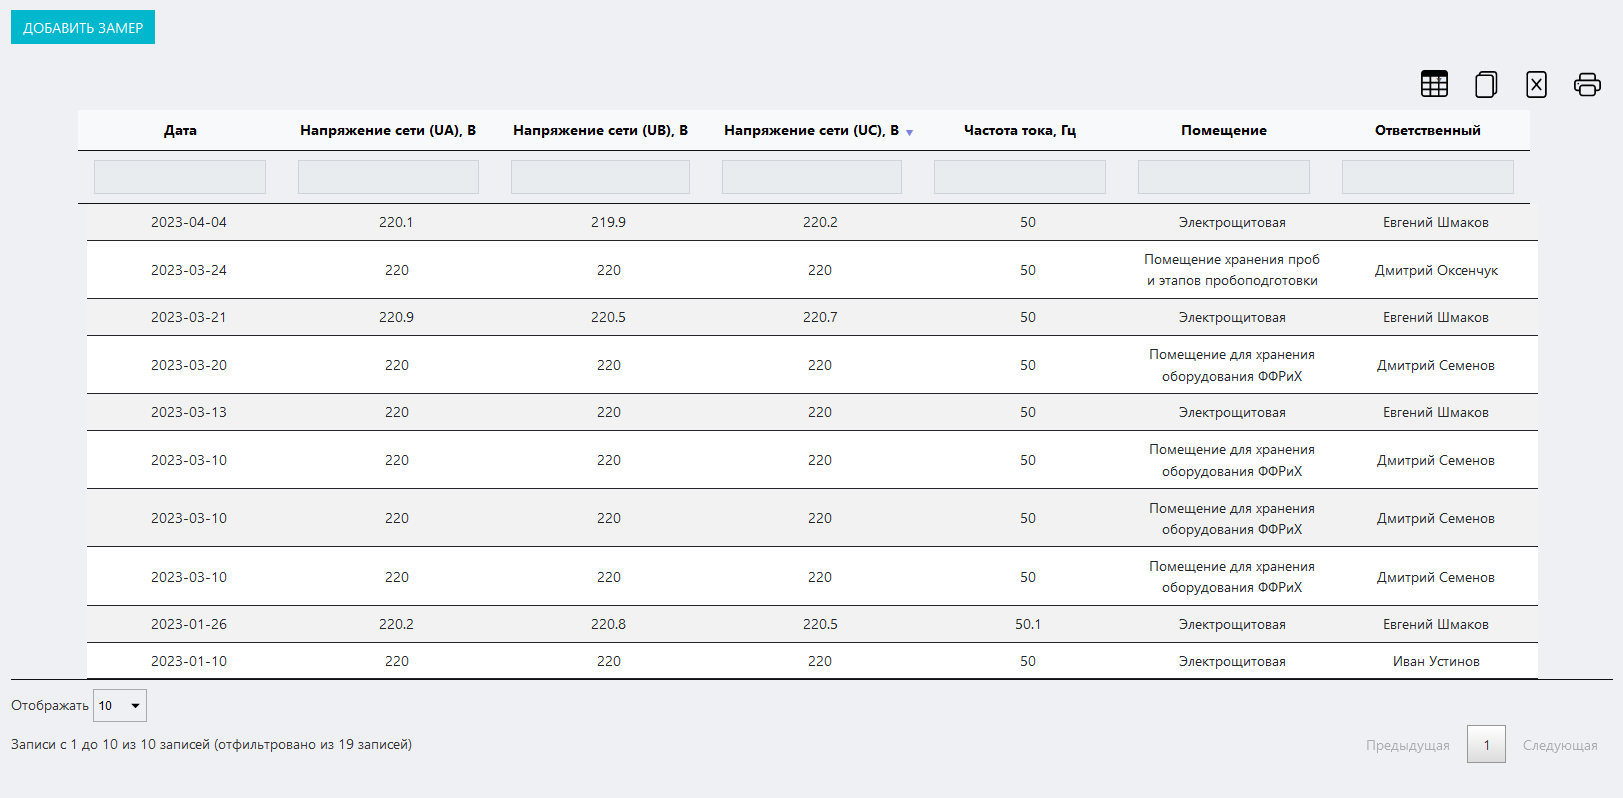 ДОБАВИТЬ ЗАМЕР
Дата Напряжение сети (UA), В Напряжение сети (UB), В Напряжение сети (UC), В Частота тока, Гц Помещение Ответственный
2023-04-04 220.1 219.9 220.2 50 Электрощитовая Евгений Шмаков
2023-03-24 220 220 220 50 Помещение хранения проб
и этапов пробоподготовки Дмитрий Оксенчук
2023-03-21 220.9 220.5 220.7 50 Электрощитовая Евгений Шмаков
2023-03-20 220 220 220 50 Помещение для хранения
оборудования ФФРиХ Дмитрий Семенов
2023-03-13 220 220 220 50 Электрощитовая Евгений Шмаков
2023-03-10 220 220 220 50 Помещение для хранения
оборудования ФФРиХ Дмитрий Семенов
2023-03-10 220 220 220 50 Помещение для хранения
оборудования ФФРиХ Дмитрий Семенов
2023-03-10 220 220 220 50 Помещение для хранения
оборудования ФФРиХ Дмитрий Семенов
2023-01-26 220.2 220.8 220.5 50.1 Электрощитовая Евгений Шмаков
2023-01-10 220 220 220 50 Электрощитовая Иван Устинов
Отображать 10
Записи с 1 до 10 из 10 записей (отфильтровано из 19 записей)
Предыдущая 1 Следующая